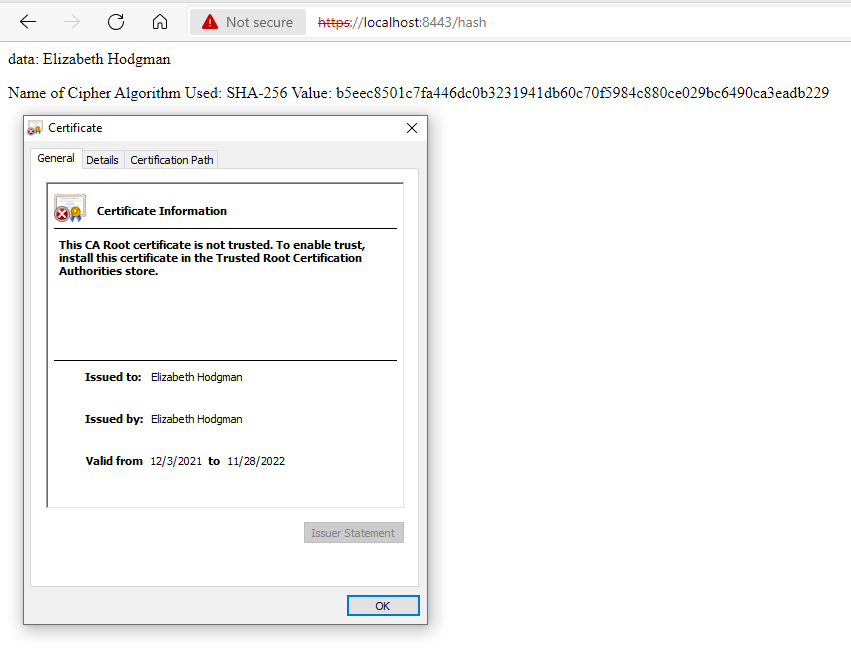 Not secure https://localhost:8443/hash
data: Elizabeth Hodgman
Name of Cipher Algorithm Used: SHA-256 Value: b5eec8501c7fa446dc0b3231941db60c70f5984c880ce029bc6490ca3eadb229
Certificate
General Details Certification Path
Certificate Information
This CA Root certificate is not trusted. To enable trust,
install this certificate in the Trusted Root Certification
Authorities store.
Issued to: Elizabeth Hodgman
Issued by: Elizabeth Hodgman
Valid from 12/3/2021 to 11/28/2022
Issuer Statement
OK